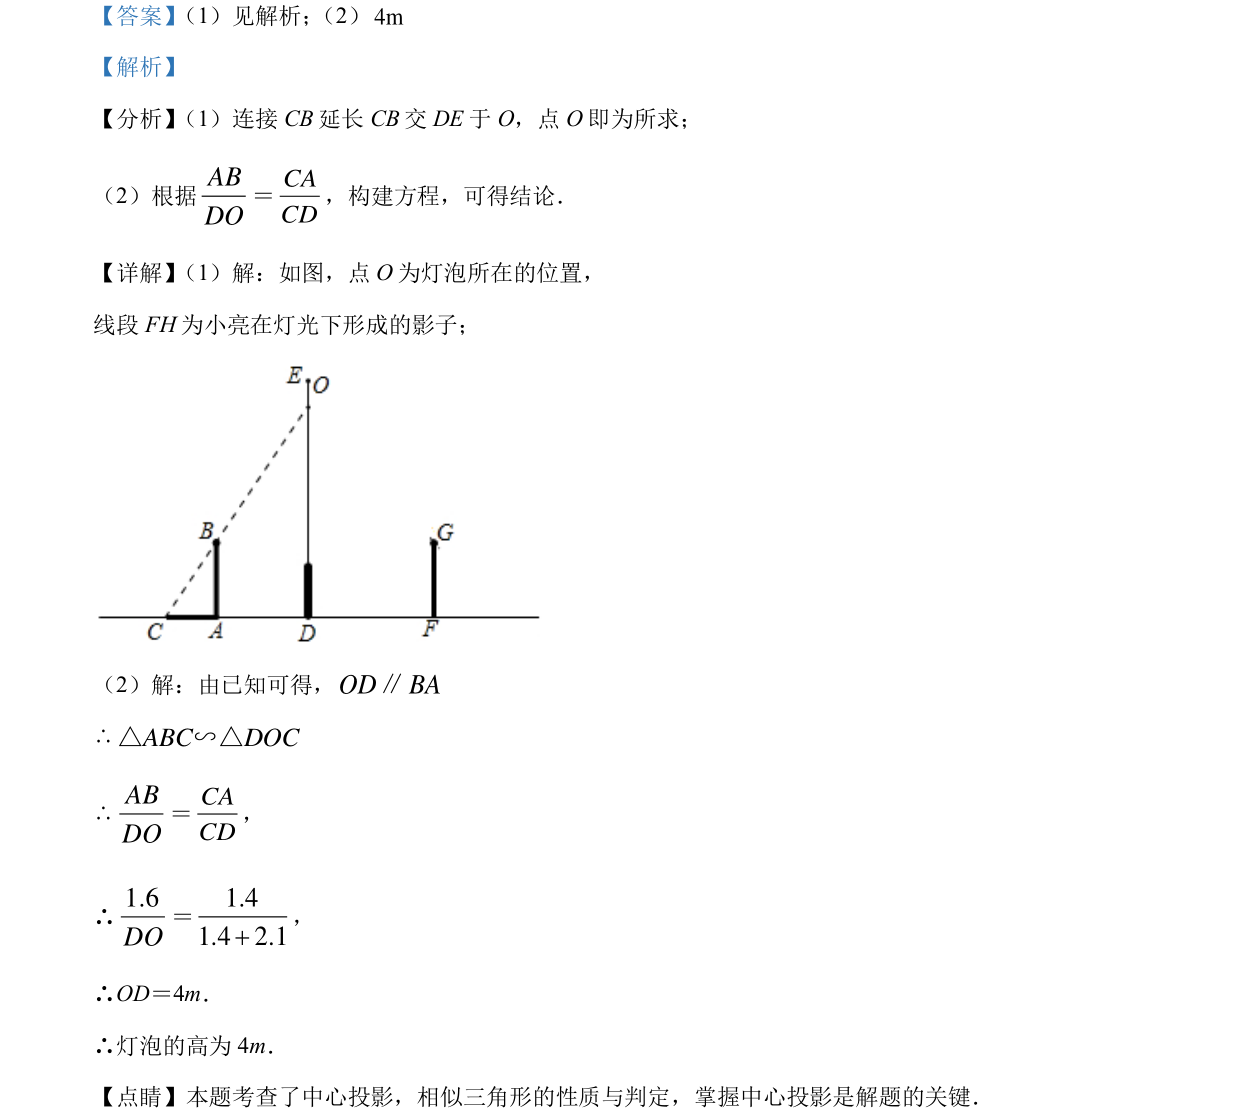 【答案】（1）见解析；（2）4m
【解析】
【分析】（1）连接 CB 延长 CB 交 DE 于 O，点 O 即为所求；
（2）根据 AB/DO = CA/CD，构建方程，可得结论．
【详解】（1）解：如图，点 O 为灯泡所在的位置，
线段 FH 为小亮在灯光下形成的影子；
E O
B G
C A D F
（2）解：由已知可得，OD∥BA
∴△ABC∽△DOC
∴AB/DO = CA/CD，
∴1.6/DO = 1.4/(1.4+2.1)，
∴OD＝4m．
∴灯泡的高为 4m．
【点睛】本题考查了中心投影，相似三角形的性质与判定，掌握中心投影是解题的关键．